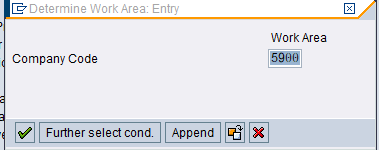 Determine Work Area: Entry
Work Area
Company Code 5900
Further select cond. Append